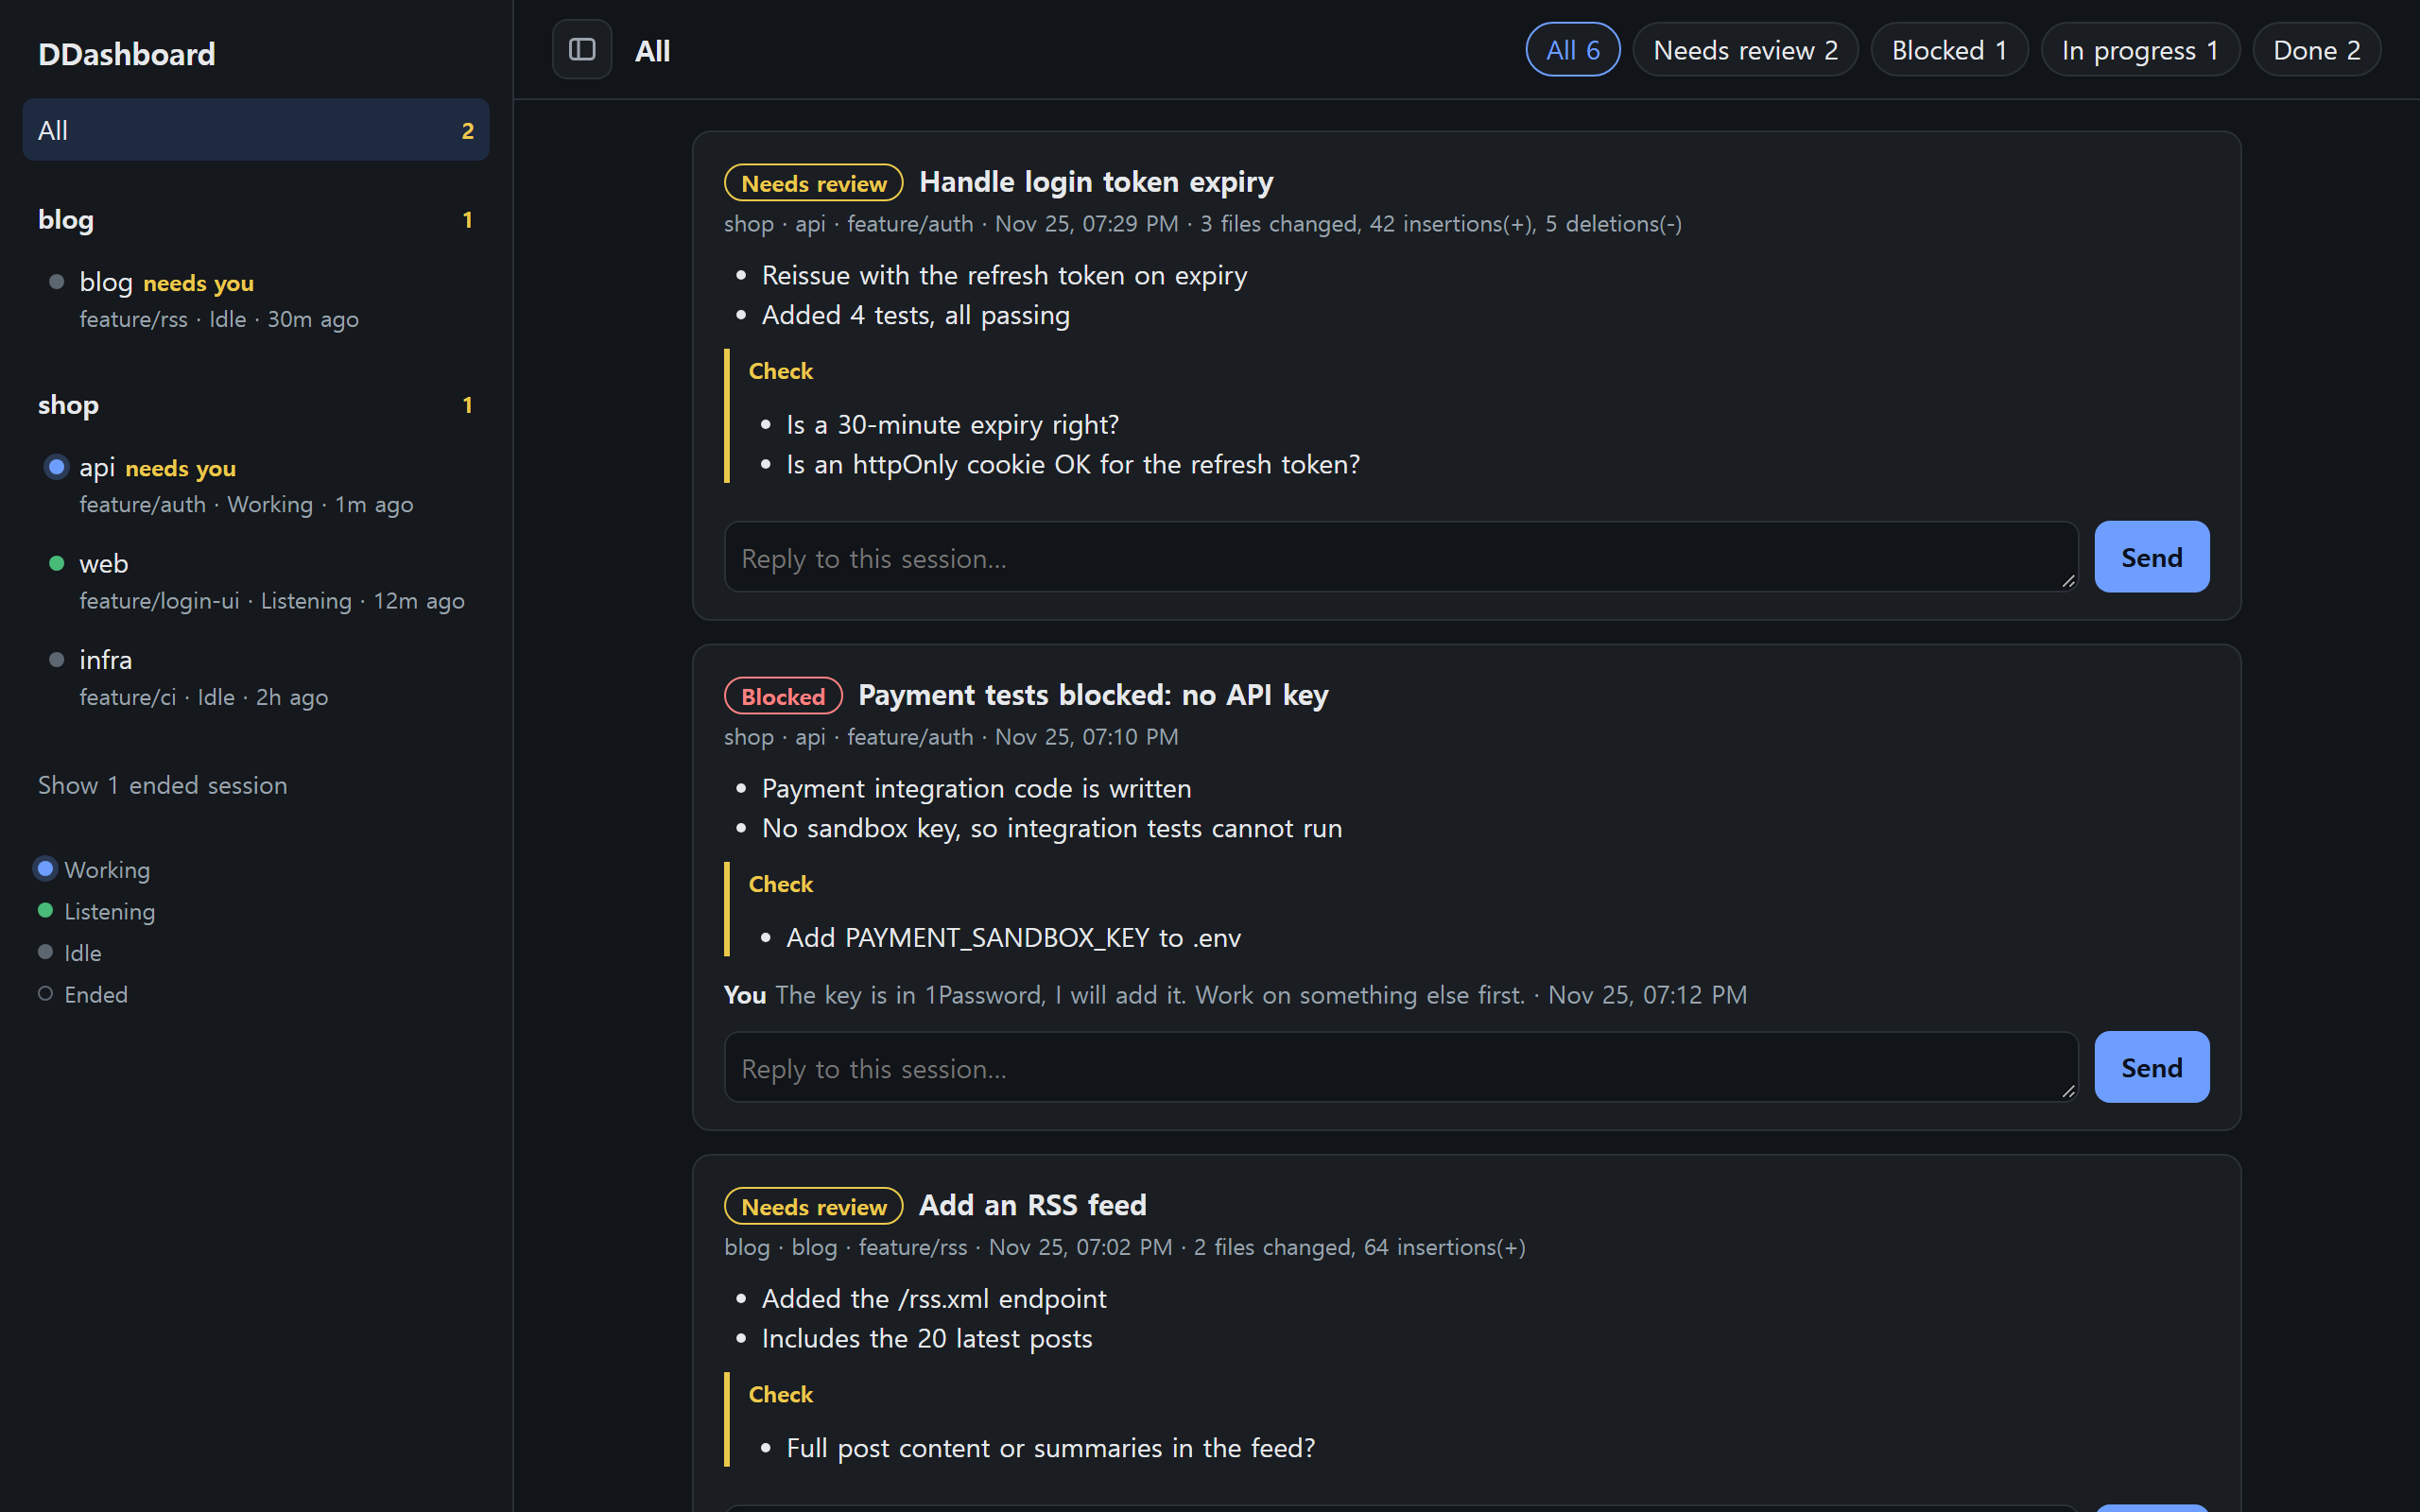 DDashboard
All 2
blog 1
blog needs you
feature/rss · Idle · 30m ago
shop 1
api needs you
feature/auth · Working · 1m ago
web
feature/login-ui · Listening · 12m ago
infra
feature/ci · Idle · 2h ago
Show 1 ended session
Working
Listening
Idle
Ended
All
All 6
Needs review 2
Blocked 1
In progress 1
Done 2
Needs review Handle login token expiry
shop · api · feature/auth · Nov 25, 07:29 PM · 3 files changed, 42 insertions(+), 5 deletions(-)
• Reissue with the refresh token on expiry
• Added 4 tests, all passing
Check
• Is a 30-minute expiry right?
• Is an httpOnly cookie OK for the refresh token?
Reply to this session...
Send
Blocked Payment tests blocked: no API key
shop · api · feature/auth · Nov 25, 07:10 PM
• Payment integration code is written
• No sandbox key, so integration tests cannot run
Check
• Add PAYMENT_SANDBOX_KEY to .env
You The key is in 1Password, I will add it. Work on something else first. · Nov 25, 07:12 PM
Reply to this session...
Send
Needs review Add an RSS feed
blog · blog · feature/rss · Nov 25, 07:02 PM · 2 files changed, 64 insertions(+)
• Added the /rss.xml endpoint
• Includes the 20 latest posts
Check
• Full post content or summaries in the feed?